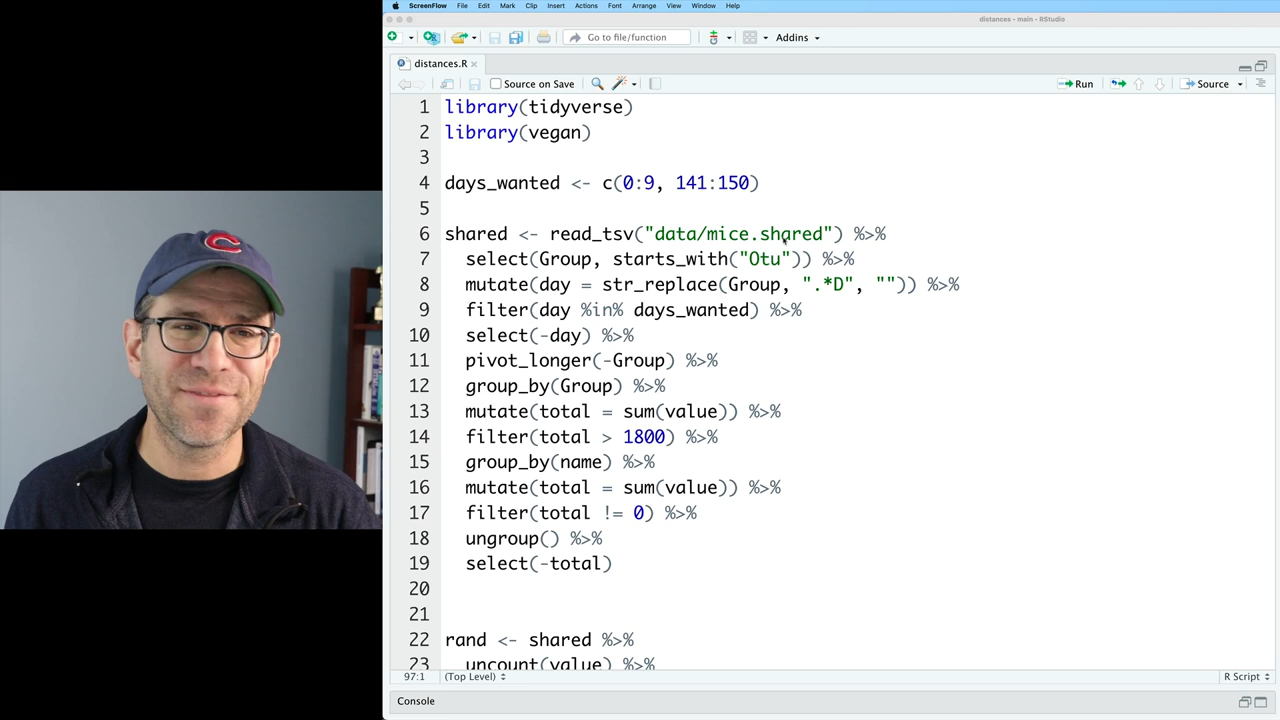 ScreenFlow File Edit Mark Clip Insert Actions Font Arrange View Window Help
distances - main - RStudio
Go to file/function
Addins
distances.R
Source on Save
Run
Source
1 library(tidyverse)
2 library(vegan)
3
4 days_wanted <- c(0:9, 141:150)
5
6 shared <- read_tsv("data/mice.shared") %>%
7 select(Group, starts_with("Otu")) %>%
8 mutate(day = str_replace(Group, ".*D", "")) %>%
9 filter(day %in% days_wanted) %>%
10 select(-day) %>%
11 pivot_longer(-Group) %>%
12 group_by(Group) %>%
13 mutate(total = sum(value)) %>%
14 filter(total > 1800) %>%
15 group_by(name) %>%
16 mutate(total = sum(value)) %>%
17 filter(total != 0) %>%
18 ungroup() %>%
19 select(-total)
20
21
22 rand <- shared %>%
23 uncount(value) %>%
97:1 (Top Level) R Script
Console
C